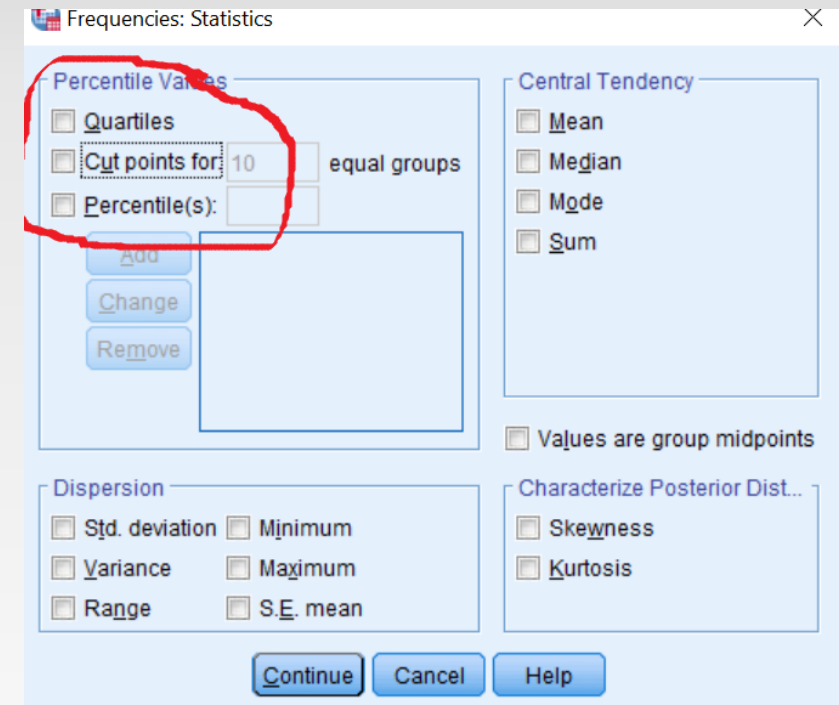 Frequencies: Statistics
Percentile Values
Quartiles
Cut points for: 10 equal groups
Percentile(s):
Add
Change
Remove
Central Tendency
Mean
Median
Mode
Sum
Values are group midpoints
Dispersion
Std. deviation Minimum
Variance Maximum
Range S.E. mean
Characterize Posterior Dist...
Skewness
Kurtosis
Continue Cancel Help